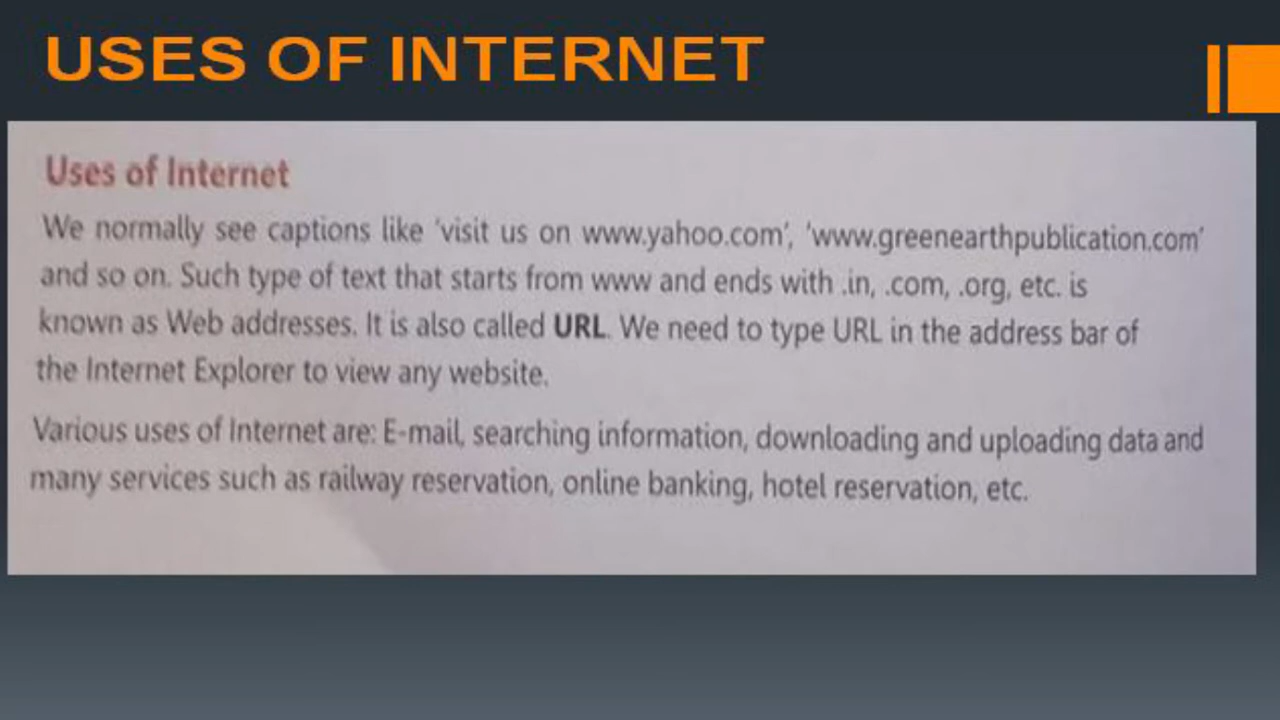 USES OF INTERNET
Uses of Internet
We normally see captions like 'visit us on www.yahoo.com', 'www.greenearthpublication.com'
and so on. Such type of text that starts from www and ends with .in, .com, .org, etc. is
known as Web addresses. It is also called URL. We need to type URL in the address bar of
the Internet Explorer to view any website.
Various uses of Internet are: E-mail, searching information, downloading and uploading data and
many services such as railway reservation, online banking, hotel reservation, etc.